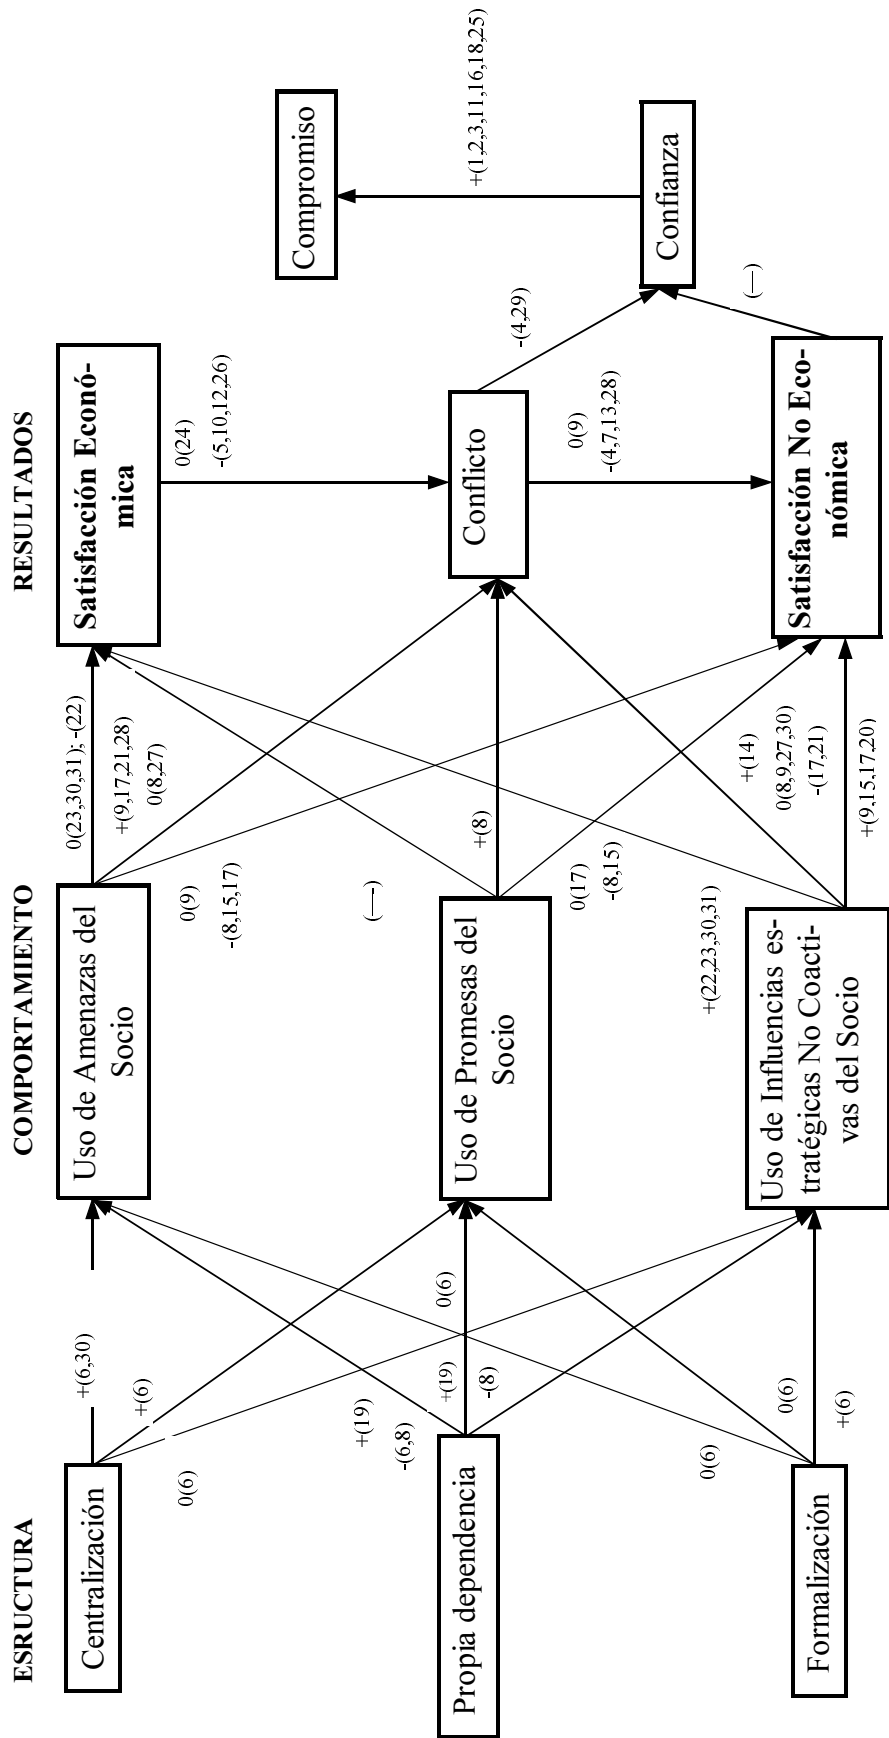 ESRUCTURA
COMPORTAMIENTO
RESULTADOS
Centralización
+(6,30)
+(6)
0(6)
Uso de Amenazas del
Socio
0(23,30,31); -(22)
+(9,17,21,28)
0(8,27)
0(9)
-(8,15,17)
Satisfacción Econó-
mica
0(24)
-(5,10,12,26)
Compromiso
+(1,2,3,11,16,18,25)
Propia dependencia
+(19)
-(6,8)
0(6)
+(19)
-(8)
Uso de Promesas del
Socio
(—)
+(8)
0(17)
-(8,15)
Conflicto
-(4,29)
0(9)
-(4,7,13,28)
Confianza
(—)
Formalización
0(6)
0(6)
+(6)
Uso de Influencias es-
tratégicas No Coacti-
vas del Socio
+(22,23,30,31)
+(14)
0(8,9,27,30)
-(17,21)
+(9,15,17,20)
Satisfacción No Eco-
nómica